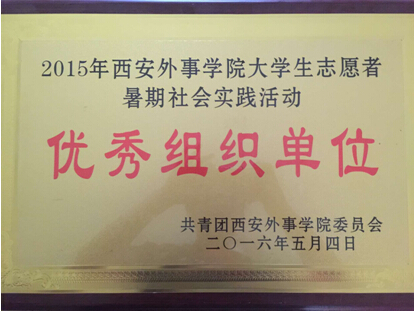 2015年西安外事学院大学生志愿者
暑期社会实践活动
优秀组织单位
共青团西安外事学院委员会
二〇一六年五月四日